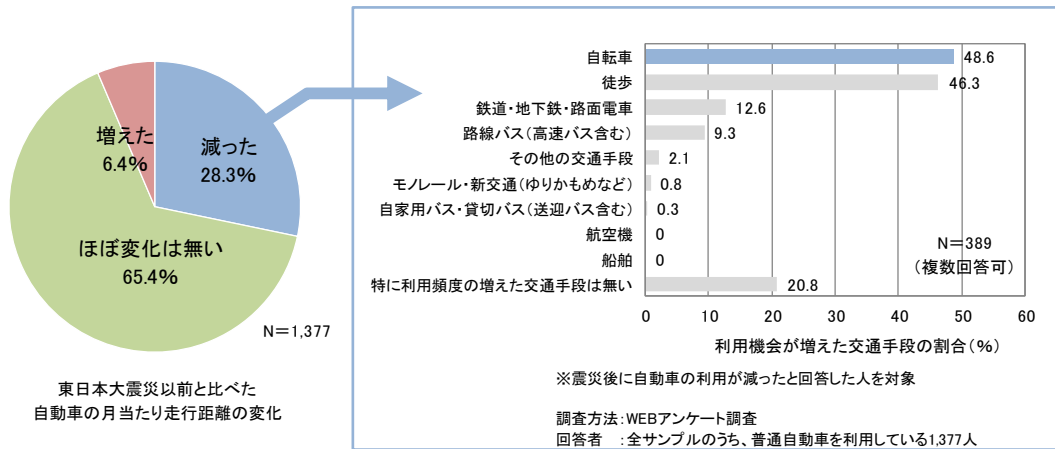 増えた
6.4%
減った
28.3%
ほぼ変化は無い
65.4%
N=1,377
東日本大震災以前と比べた
自動車の月当たり走行距離の変化
自転車 48.6
徒歩 46.3
鉄道・地下鉄・路面電車 12.6
路線バス(高速バス含む) 9.3
その他の交通手段 2.1
モノレール・新交通(ゆりかもめなど) 0.8
自家用バス・貸切バス(送迎バス含む) 0.3
航空機 0
船舶 0
特に利用頻度の増えた交通手段は無い 20.8
N=389
(複数回答可)
0 10 20 30 40 50 60
利用機会が増えた交通手段の割合(%)
※震災後に自動車の利用が減ったと回答した人を対象
調査方法:WEBアンケート調査
回答者 :全サンプルのうち、普通自動車を利用している1,377人